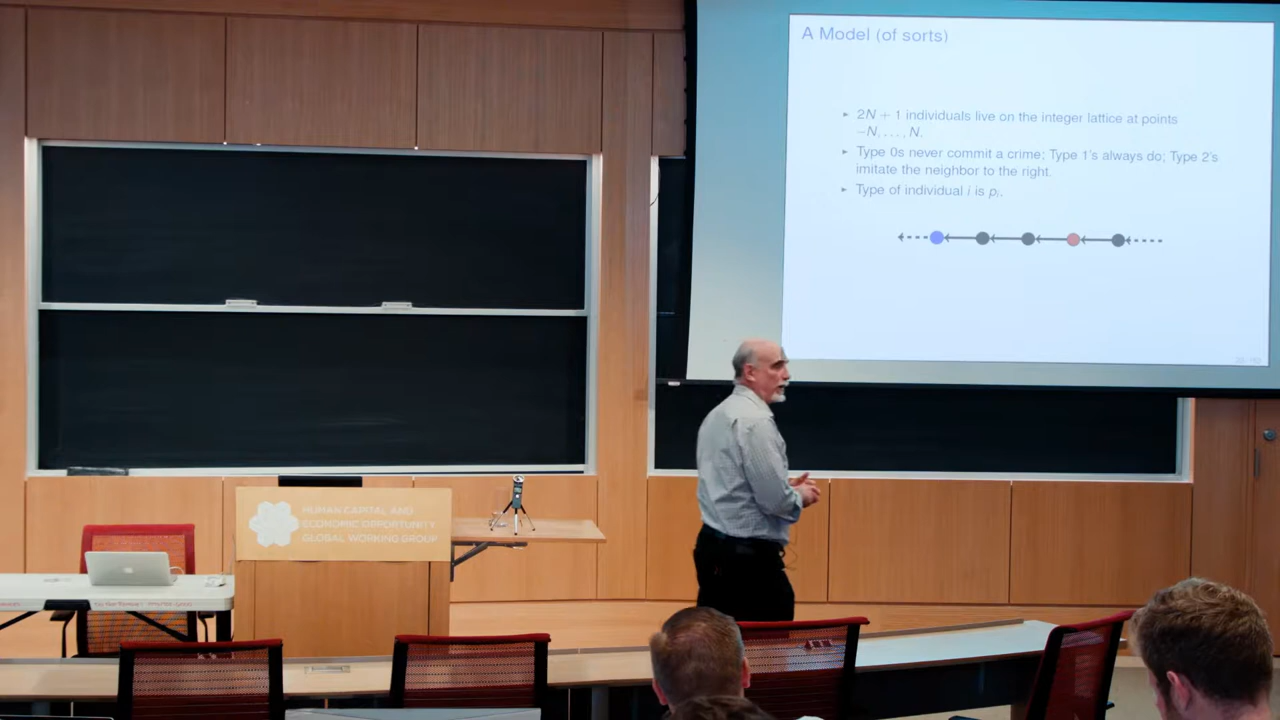 A Model (of sorts)
► 2N + 1 individuals live on the integer lattice at points
−N, . . . , N.
► Type 0s never commit a crime; Type 1's always do; Type 2's
imitate the neighbor to the right.
► Type of individual i is pᵢ.
HUMAN CAPITAL AND
ECONOMIC OPPORTUNITY
GLOBAL WORKING GROUP